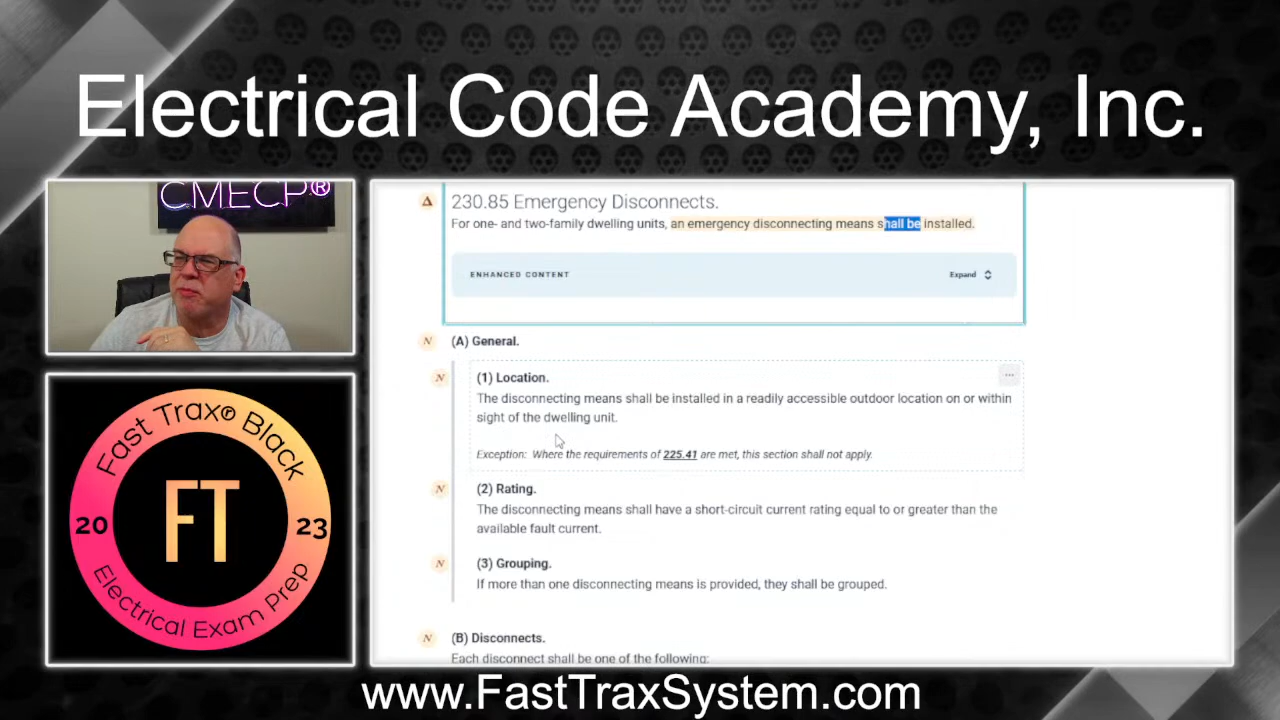 Electrical Code Academy, Inc.
CMECP®
Fast Trax® Black
FT
20 23
Electrical Exam Prep
Δ 230.85 Emergency Disconnects.
For one- and two-family dwelling units, an emergency disconnecting means shall be installed.
ENHANCED CONTENT Expand
N (A) General.
N (1) Location.
The disconnecting means shall be installed in a readily accessible outdoor location on or within
sight of the dwelling unit.
Exception: Where the requirements of 225.41 are met, this section shall not apply.
N (2) Rating.
The disconnecting means shall have a short-circuit current rating equal to or greater than the
available fault current.
N (3) Grouping.
If more than one disconnecting means is provided, they shall be grouped.
N (B) Disconnects.
Each disconnect shall be one of the following:
www.FastTraxSystem.com